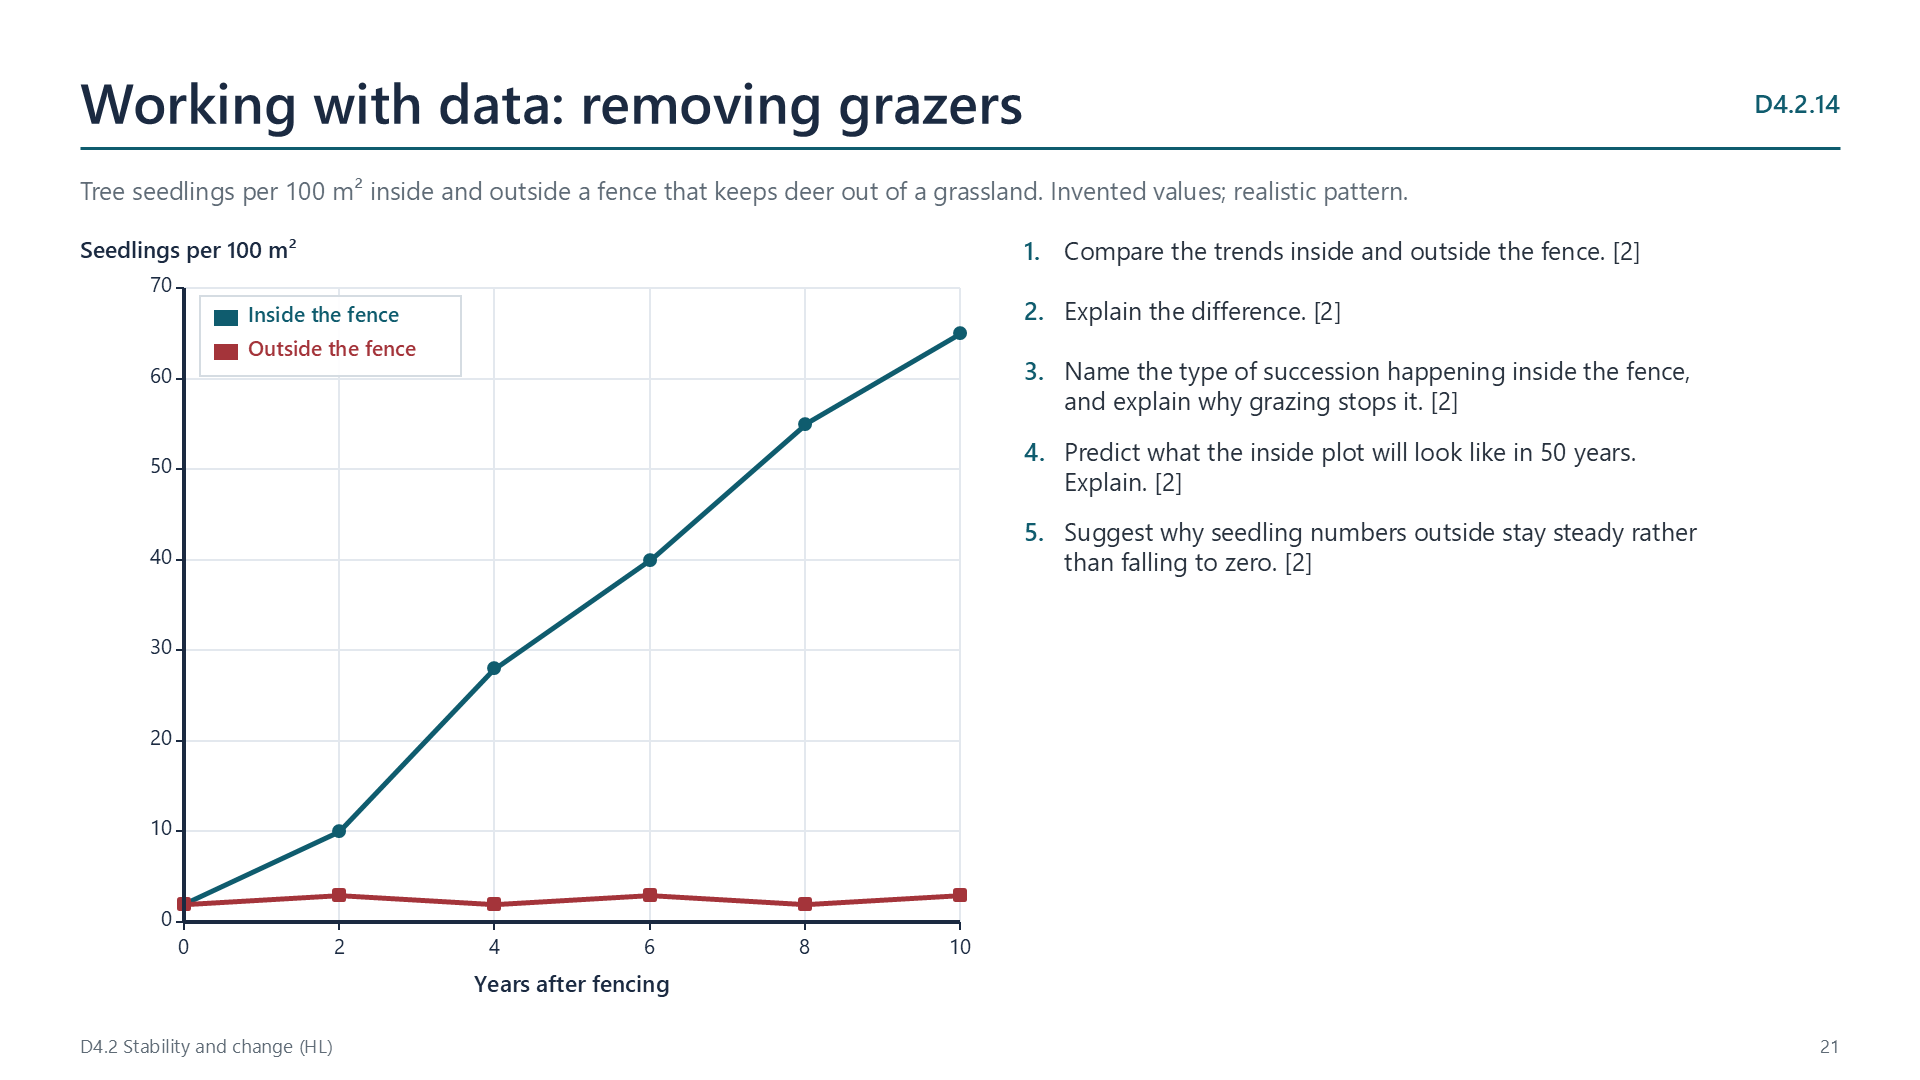 Working with data: removing grazers
D4.2.14
Tree seedlings per 100 m² inside and outside a fence that keeps deer out of a grassland. Invented values; realistic pattern.
Seedlings per 100 m²
70
60
50
40
30
20
10
0
Inside the fence
Outside the fence
0 2 4 6 8 10
Years after fencing
1. Compare the trends inside and outside the fence. [2]
2. Explain the difference. [2]
3. Name the type of succession happening inside the fence,
and explain why grazing stops it. [2]
4. Predict what the inside plot will look like in 50 years.
Explain. [2]
5. Suggest why seedling numbers outside stay steady rather
than falling to zero. [2]
D4.2 Stability and change (HL)
21